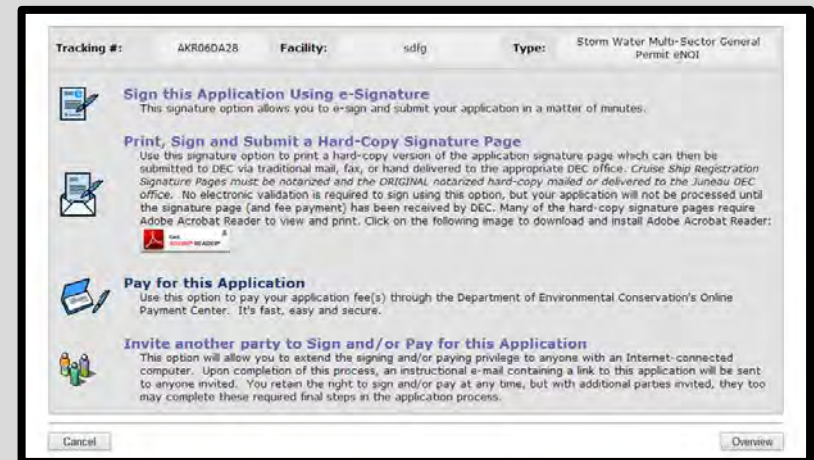 Tracking #: AKR06DA28 Facility: sdfg Type: Storm Water Multi-Sector General
Permit eNOI
Sign this Application Using e-Signature
This signature option allows you to e-sign and submit your application in a matter of minutes.
Print, Sign and Submit a Hard-Copy Signature Page
Use this signature option to print a hard-copy version of the application signature page which can then be
submitted to DEC via traditional mail, fax, or hand delivered to the appropriate DEC office. Cruise Ship Registration
Signature Pages must be notarized and the ORIGINAL notarized hard-copy mailed or delivered to the Juneau DEC
office. No electronic validation is required to sign using this option, but your application will not be processed until
the signature page (and fee payment) has been received by DEC. Many of the hard-copy signature pages require
Adobe Acrobat Reader to view and print. Click on the following image to download and install Adobe Acrobat Reader:
Pay for this Application
Use this option to pay your application fee(s) through the Department of Environmental Conservation's Online
Payment Center. It's fast, easy and secure.
Invite another party to Sign and/or Pay for this Application
This option will allow you to extend the signing and/or paying privilege to anyone with an Internet-connected
computer. Upon completion of this process, an instructional e-mail containing a link to this application will be sent
to anyone invited. You retain the right to sign and/or pay at any time, but with additional parties invited, they too
may complete these required final steps in the application process.
Cancel Overview